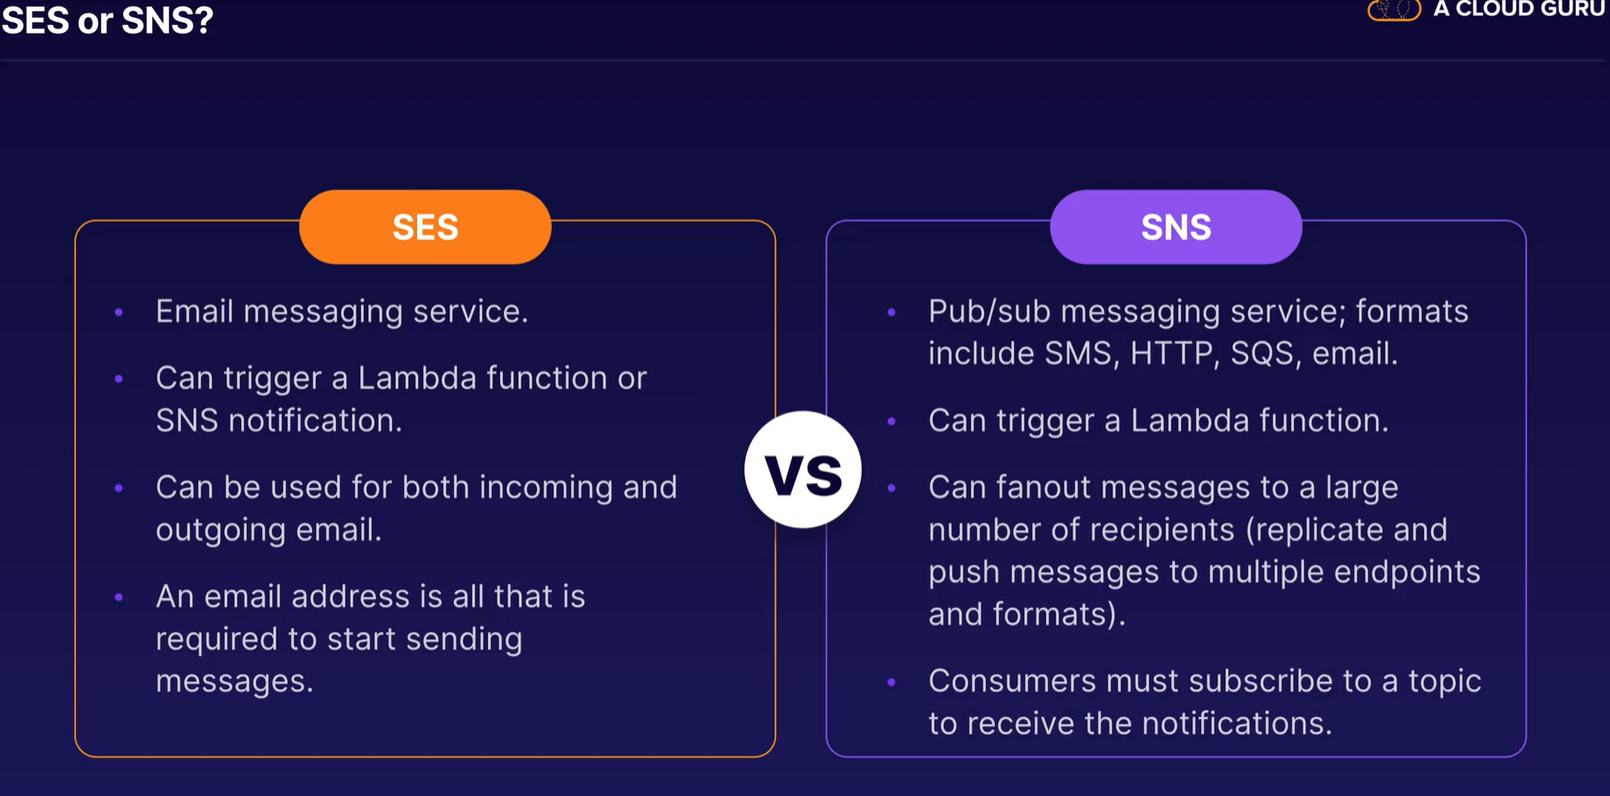 SES or SNS?
A CLOUD GURU
SES
Email messaging service.
Can trigger a Lambda function or
SNS notification.
Can be used for both incoming and
outgoing email.
An email address is all that is
required to start sending
messages.
VS
SNS
Pub/sub messaging service; formats
include SMS, HTTP, SQS, email.
Can trigger a Lambda function.
Can fanout messages to a large
number of recipients (replicate and
push messages to multiple endpoints
and formats).
Consumers must subscribe to a topic
to receive the notifications.